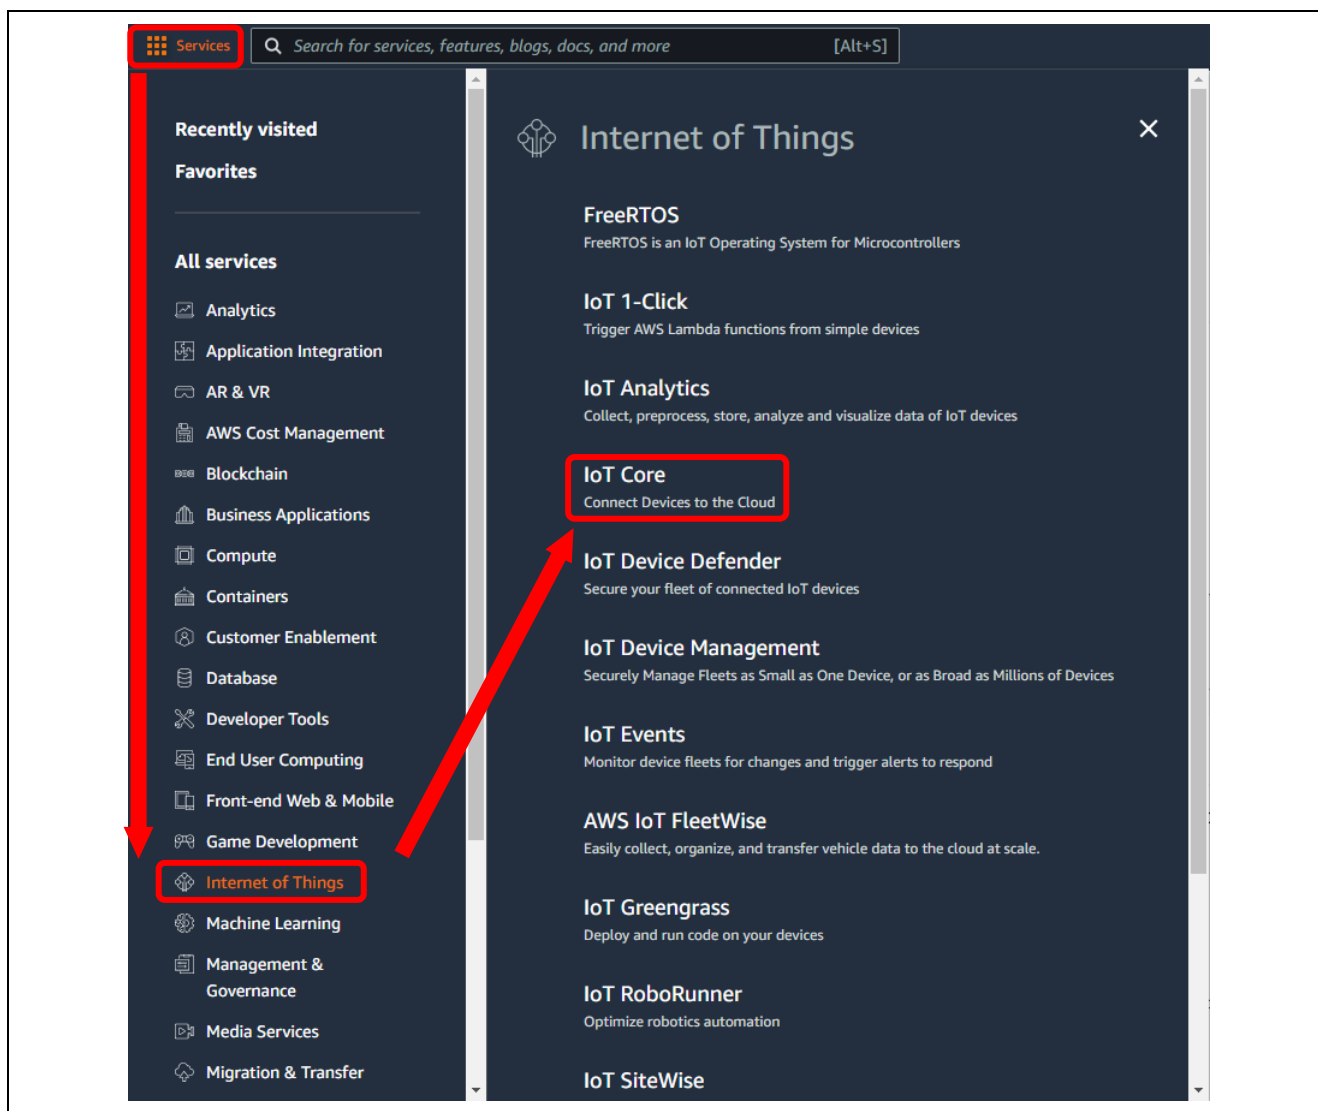 Services
Search for services, features, blogs, docs, and more [Alt+S]
Recently visited
Favorites
All services
Analytics
Application Integration
AR & VR
AWS Cost Management
Blockchain
Business Applications
Compute
Containers
Customer Enablement
Database
Developer Tools
End User Computing
Front-end Web & Mobile
Game Development
Internet of Things
Machine Learning
Management &
Governance
Media Services
Migration & Transfer
Internet of Things
FreeRTOS
FreeRTOS is an IoT Operating System for Microcontrollers
IoT 1-Click
Trigger AWS Lambda functions from simple devices
IoT Analytics
Collect, preprocess, store, analyze and visualize data of IoT devices
IoT Core
Connect Devices to the Cloud
IoT Device Defender
Secure your fleet of connected IoT devices
IoT Device Management
Securely Manage Fleets as Small as One Device, or as Broad as Millions of Devices
IoT Events
Monitor device fleets for changes and trigger alerts to respond
AWS IoT FleetWise
Easily collect, organize, and transfer vehicle data to the cloud at scale.
IoT Greengrass
Deploy and run code on your devices
IoT RoboRunner
Optimize robotics automation
IoT SiteWise